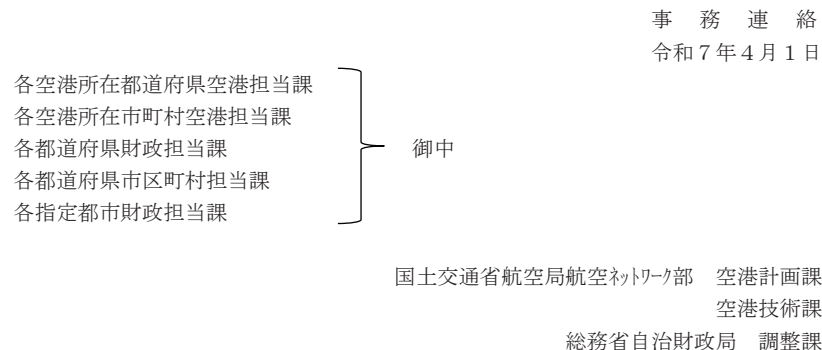 事　務　連　絡
令和７年４月１日
各空港所在都道府県空港担当課
各空港所在市町村空港担当課
各都道府県財政担当課
御中
各都道府県市区町村担当課
各指定都市財政担当課
国土交通省航空局航空ﾈｯﾄﾜｰｸ部　空港計画課
空港技術課
総務省自治財政局　調整課